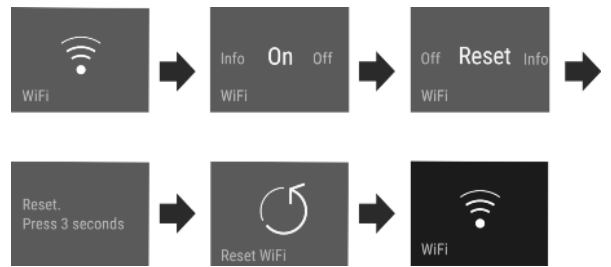 WiFi
Info On Off
WiFi
Off Reset Info
WiFi
Reset.
Press 3 seconds
Reset WiFi
WiFi